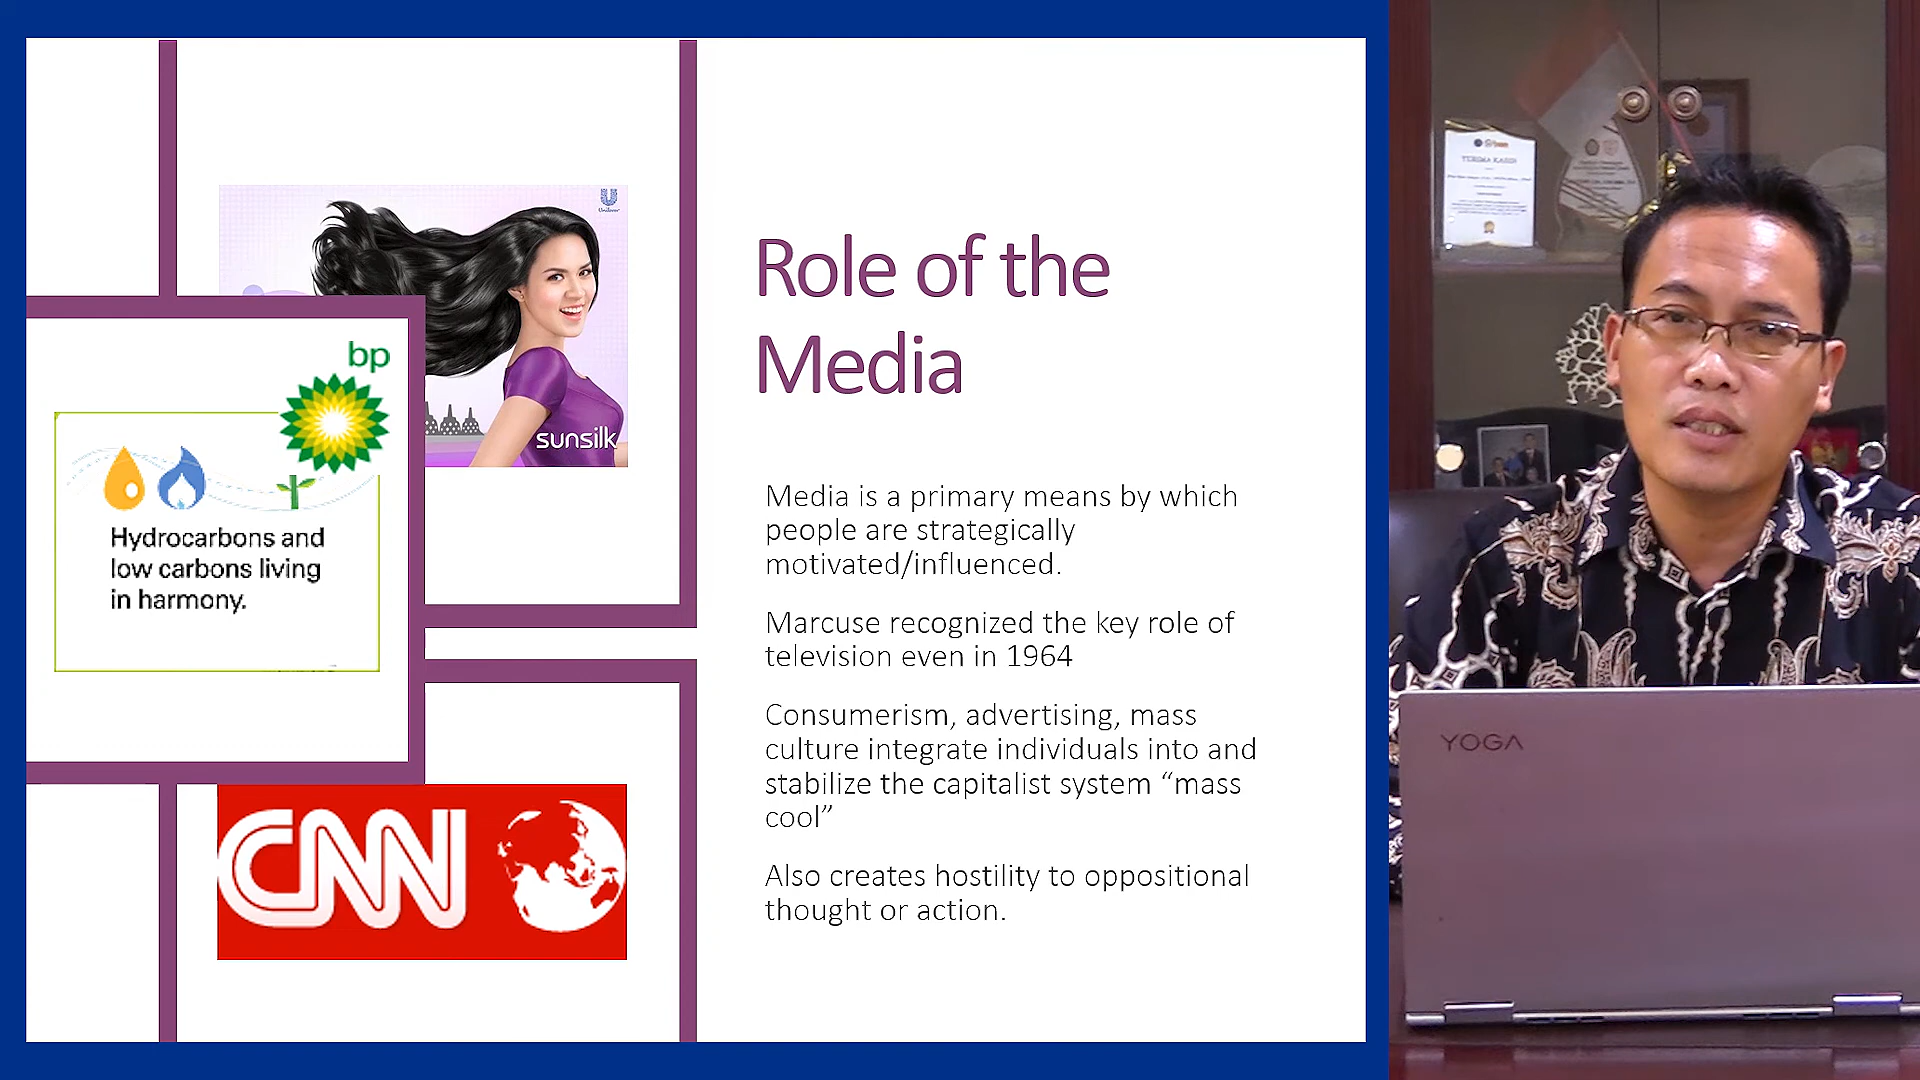 Role of the
Media
Media is a primary means by which
people are strategically
motivated/influenced.
Marcuse recognized the key role of
television even in 1964
Consumerism, advertising, mass
culture integrate individuals into and
stabilize the capitalist system “mass
cool”
Also creates hostility to oppositional
thought or action.
Unilever
sunsilk
bp
Hydrocarbons and
low carbons living
in harmony.
CNN
TERIMA KASIH
YOGA